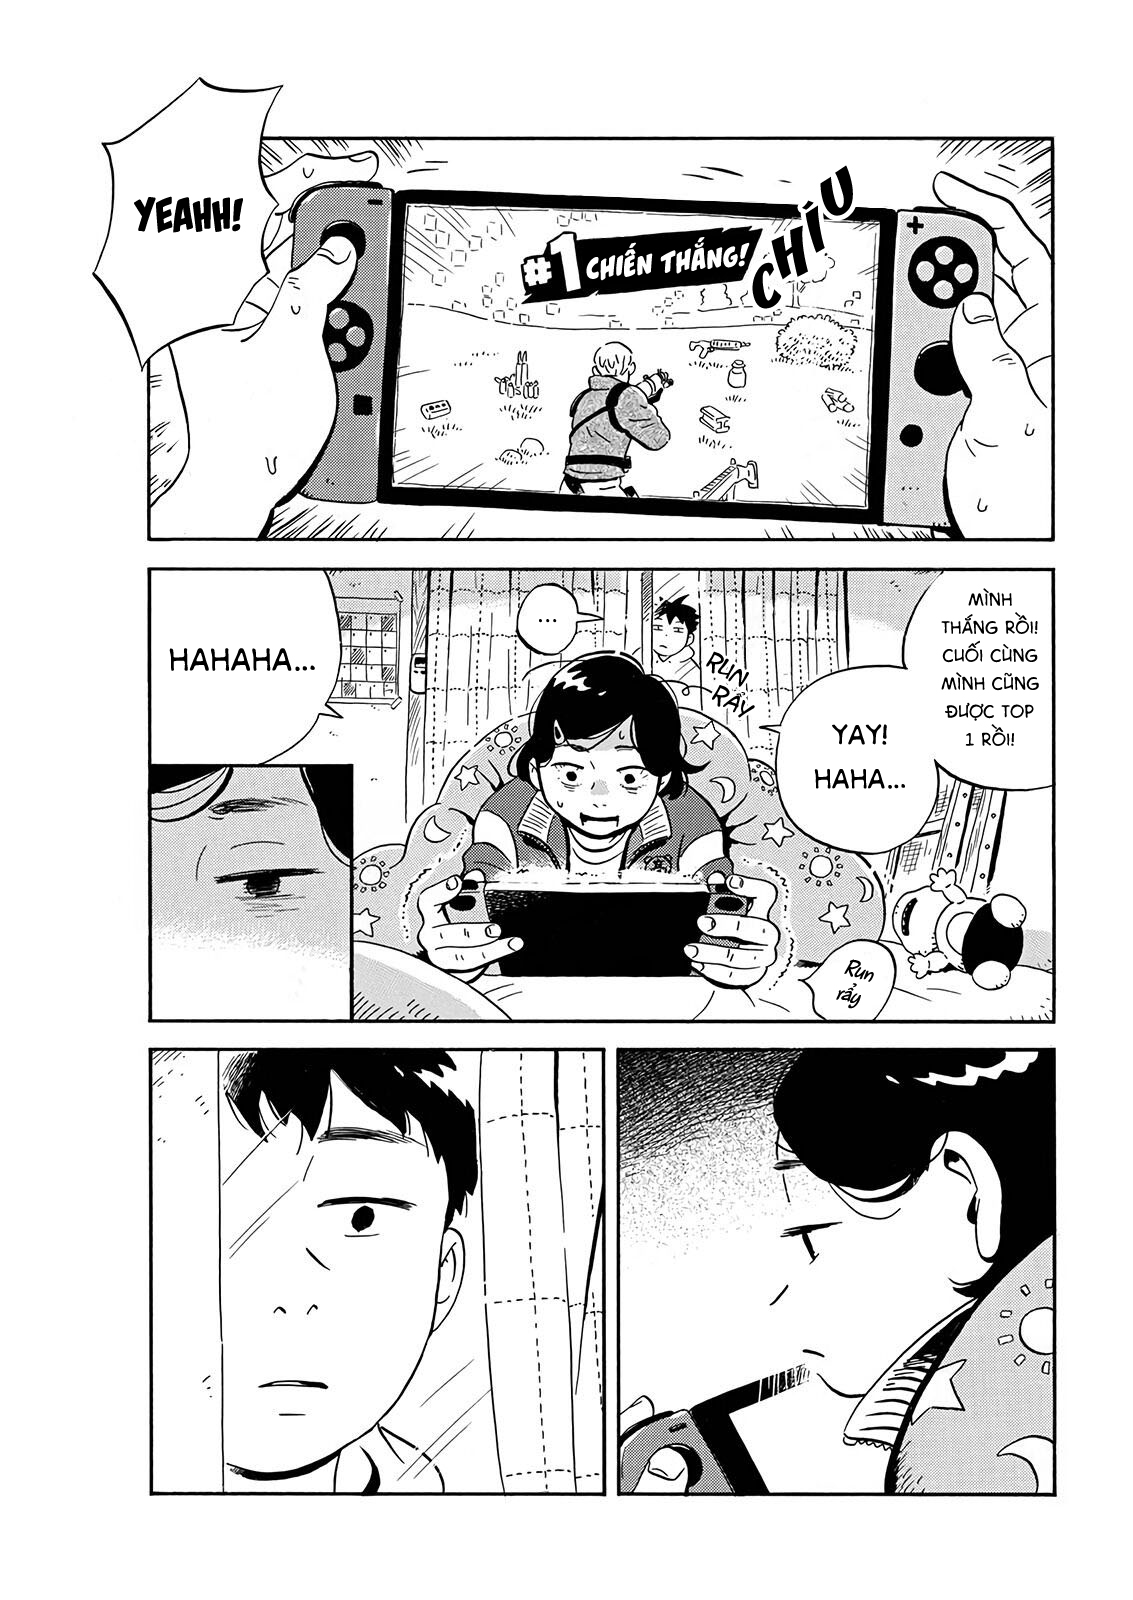 YEAHH!
#1 CHIẾN THẮNG!
CHÍU
MÌNH
THẮNG RỒI!
CUỐI CÙNG
MÌNH CŨNG
ĐƯỢC TOP
1 RỒI!
YAY!
HAHA...
...
RUN
RẨY
HAHAHA...
Run
rẩy